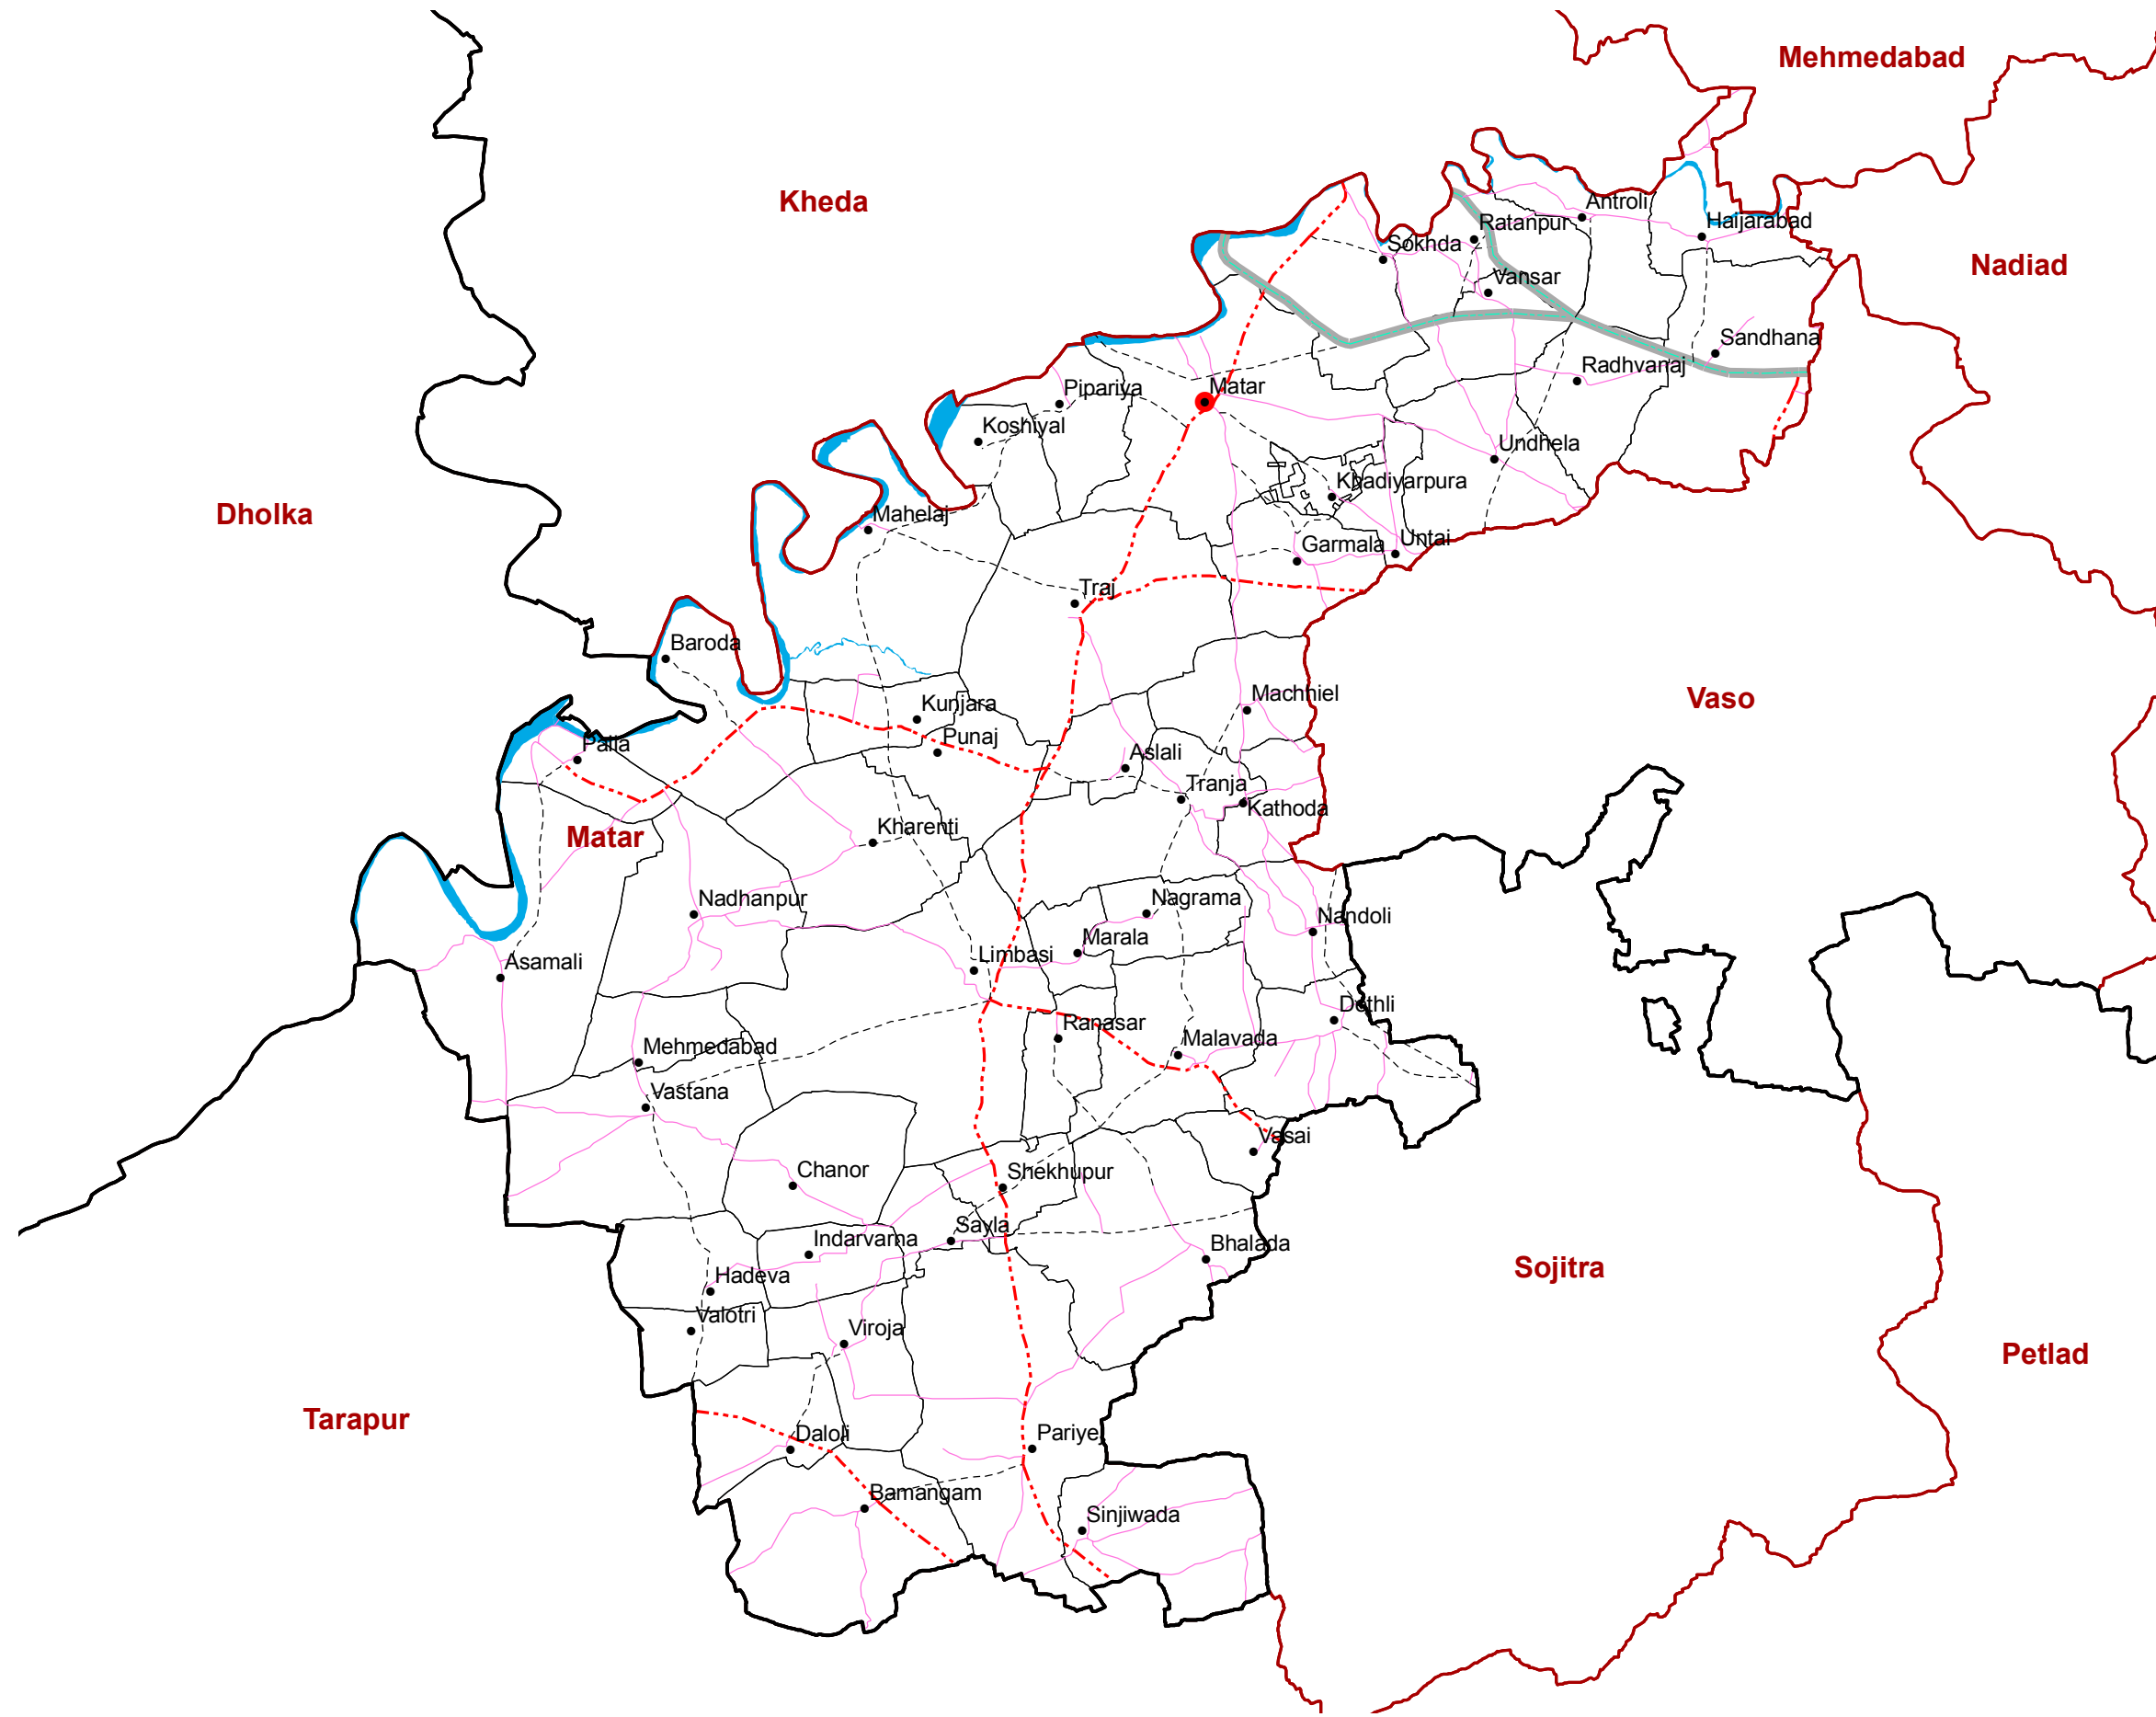 Mehmedabad
Kheda
Antroli
Haijarabad
Ratanpur
Sokhda
Nadiad
Vansar
Sandhana
Radhvanaj
Pipariya
Matar
Koshiyal
Undhela
Khadiyarpura
Dholka
Mahelaj
Untai
Garmala
Traj
Baroda
Machhiel
Vaso
Kunjara
Punaj
Palla
Aslali
Tranja
Kathoda
Matar
Kharenti
Nadhanpur
Nagrama
Nandoli
Marala
Limbasi
Asamali
Dethli
Ranasar
Malavada
Mehmedabad
Vastana
Vasai
Chanor
Shekhupur
Sayla
Indarvarna
Bhalada
Sojitra
Hadeva
Valotri
Viroja
Petlad
Tarapur
Daloli
Pariyej
Bamangam
Sinjiwada